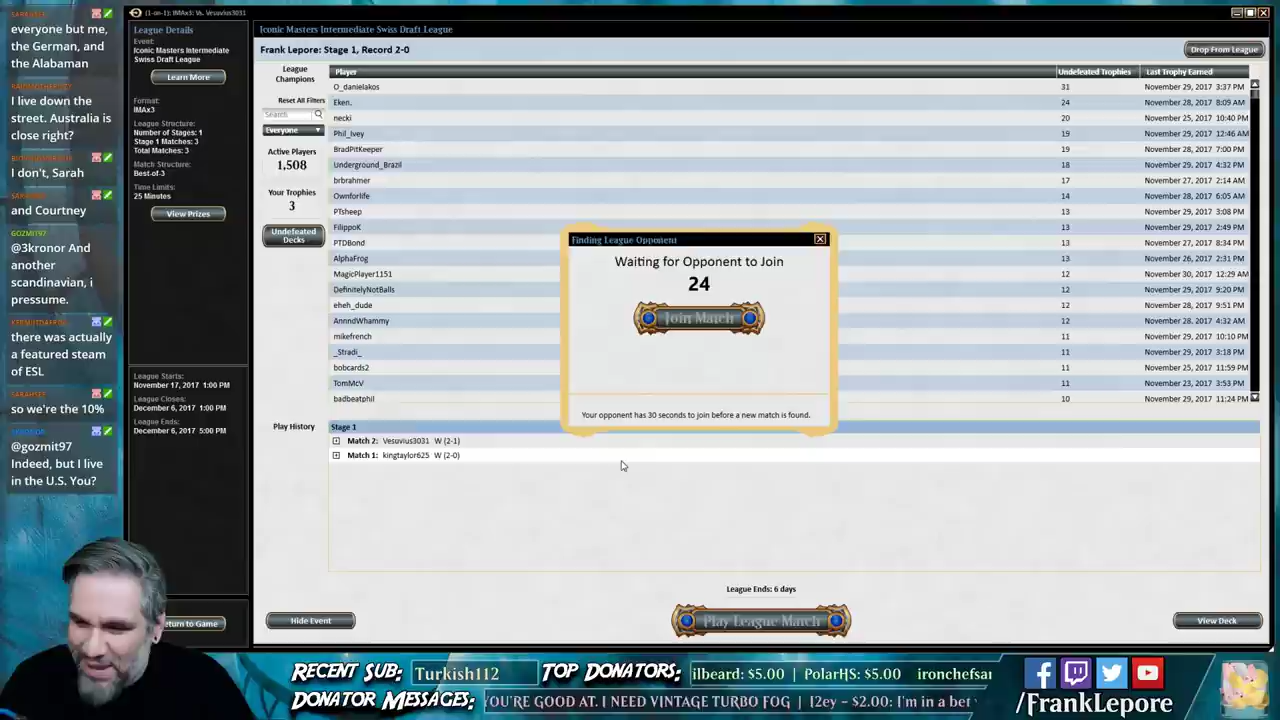 everyone but me,
the German, and
the Alabaman
I live down the
street. Australia is
close right?
I don't, Sarah
and Courtney
GOZMIT97
@3kronor And
another
scandinavian, i
pressume.
there was actually
a featured steam
of ESL
so we're the 10%
@gozmit97
Indeed, but I live
in the U.S. You?
(1-on-1) IMAx3: Vs. Vesuvius3031
League Details
Event:
Iconic Masters Intermediate
Swiss Draft League
Learn More
Format:
IMAx3
League Structure:
Number of Stages: 1
Stage 1 Matches: 3
Total Matches: 3
Match Structure:
Best-of-3
Time Limits:
25 Minutes
View Prizes
League Starts:
November 17, 2017 1:00 PM
League Closes:
December 6, 2017 1:00 PM
League Ends:
December 6, 2017 5:00 PM
eturn to Game
Iconic Masters Intermediate Swiss Draft League
Frank Lepore: Stage 1, Record 2-0
Drop From League
League
Champions
Reset All Filters
Search
Everyone
Active Players
1,508
Your Trophies
3
Undefeated
Decks
Player Undefeated Trophies Last Trophy Earned
O_danielakos 31 November 29, 2017 3:37 PM
Eken. 24 November 28, 2017 8:09 AM
necki 20 November 25, 2017 10:40 PM
Phil_Ivey 19 November 29, 2017 12:46 AM
BradPitKeeper 19 November 28, 2017 7:00 PM
Underground_Brazil 18 November 29, 2017 4:32 PM
brbrahmer 17 November 27, 2017 2:14 AM
Ownforlife 14 November 28, 2017 6:05 AM
PTsheep 13 November 29, 2017 3:08 PM
FilippoK 13 November 29, 2017 2:49 PM
PTDBond 13 November 27, 2017 8:34 PM
AlphaFrog 13 November 26, 2017 2:31 PM
MagicPlayer1151 12 November 30, 2017 12:29 AM
DefinitelyNotBalls 12 November 29, 2017 9:20 PM
eheh_dude 12 November 28, 2017 9:51 PM
AnnndWhammy 12 November 28, 2017 4:32 AM
mikefrench 11 November 29, 2017 10:10 PM
_Stradi_ 11 November 29, 2017 3:18 PM
bobcards2 11 November 25, 2017 11:59 PM
TomMcV 11 November 23, 2017 3:53 PM
badbeatphil 10 November 29, 2017 11:24 PM
Finding League Opponent
Waiting for Opponent to Join
24
Join Match
Your opponent has 30 seconds to join before a new match is found.
Play History
Stage 1
Match 2: Vesuvius3031 W (2-1)
Match 1: kingtaylor625 W (2-0)
League Ends: 6 days
Hide Event
Play League Match
View Deck
RECENT SUB: Turkish112
TOP DONATORS: ilbeard: $5.00 | PolarHS: $5.00 ironchefsa
DONATOR MESSAGES: YOU'RE GOOD AT. I NEED VINTAGE TURBO FOG | I2ey - $2.00: I'm in a bet
/FrankLepore